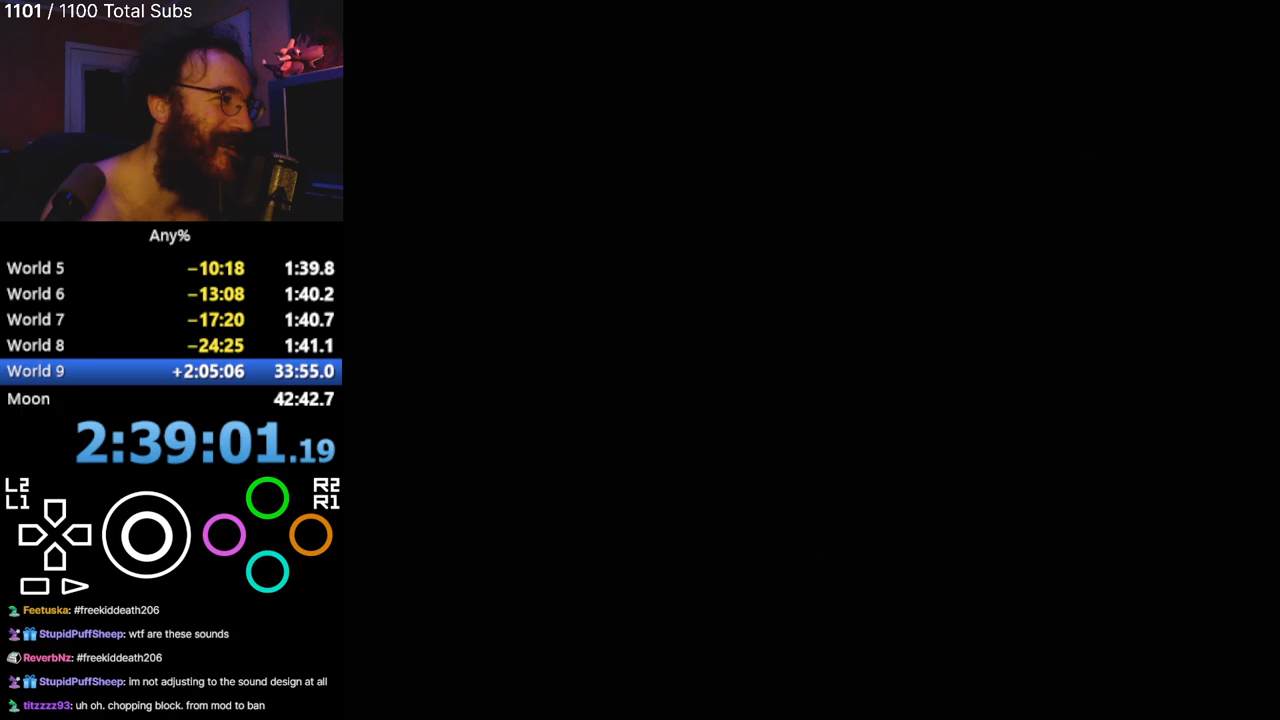 1101 / 1100 Total Subs
Any%
World 5 −10:18 1:39.8
World 6 −13:08 1:40.2
World 7 −17:20 1:40.7
World 8 −24:25 1:41.1
World 9 +2:05:06 33:55.0
Moon 42:42.7
2:39:01.19
L2 R2
L1 R1
Feetuska: #freekiddeath206
StupidPuffSheep: wtf are these sounds
ReverbNz: #freekiddeath206
StupidPuffSheep: im not adjusting to the sound design at all
titzzzz93: uh oh. chopping block. from mod to ban